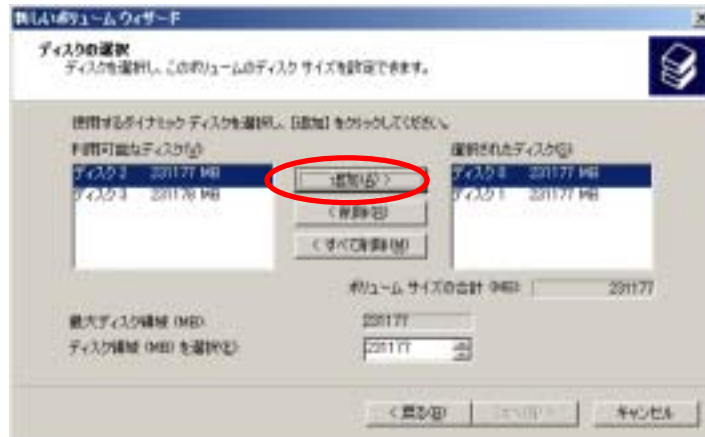 新しいボリューム ウィザード
ディスクの選択
ディスクを選択し、このボリュームのディスク サイズを設定できます。
使用するダイナミック ディスクを選択し、[追加] をクリックしてください。
利用可能なディスク(V)
選択されたディスク(S)
ディスク 2 231177 MB
ディスク 3 231178 MB
追加(A) >
< 削除(R)
< すべて削除(M)
ディスク 0 231177 MB
ディスク 1 231177 MB
ボリューム サイズの合計 (MB): 231177
最大ディスク領域 (MB): 231177
ディスク領域 (MB) を選択(E): 231177
< 戻る(B)
次へ(N) >
キャンセル